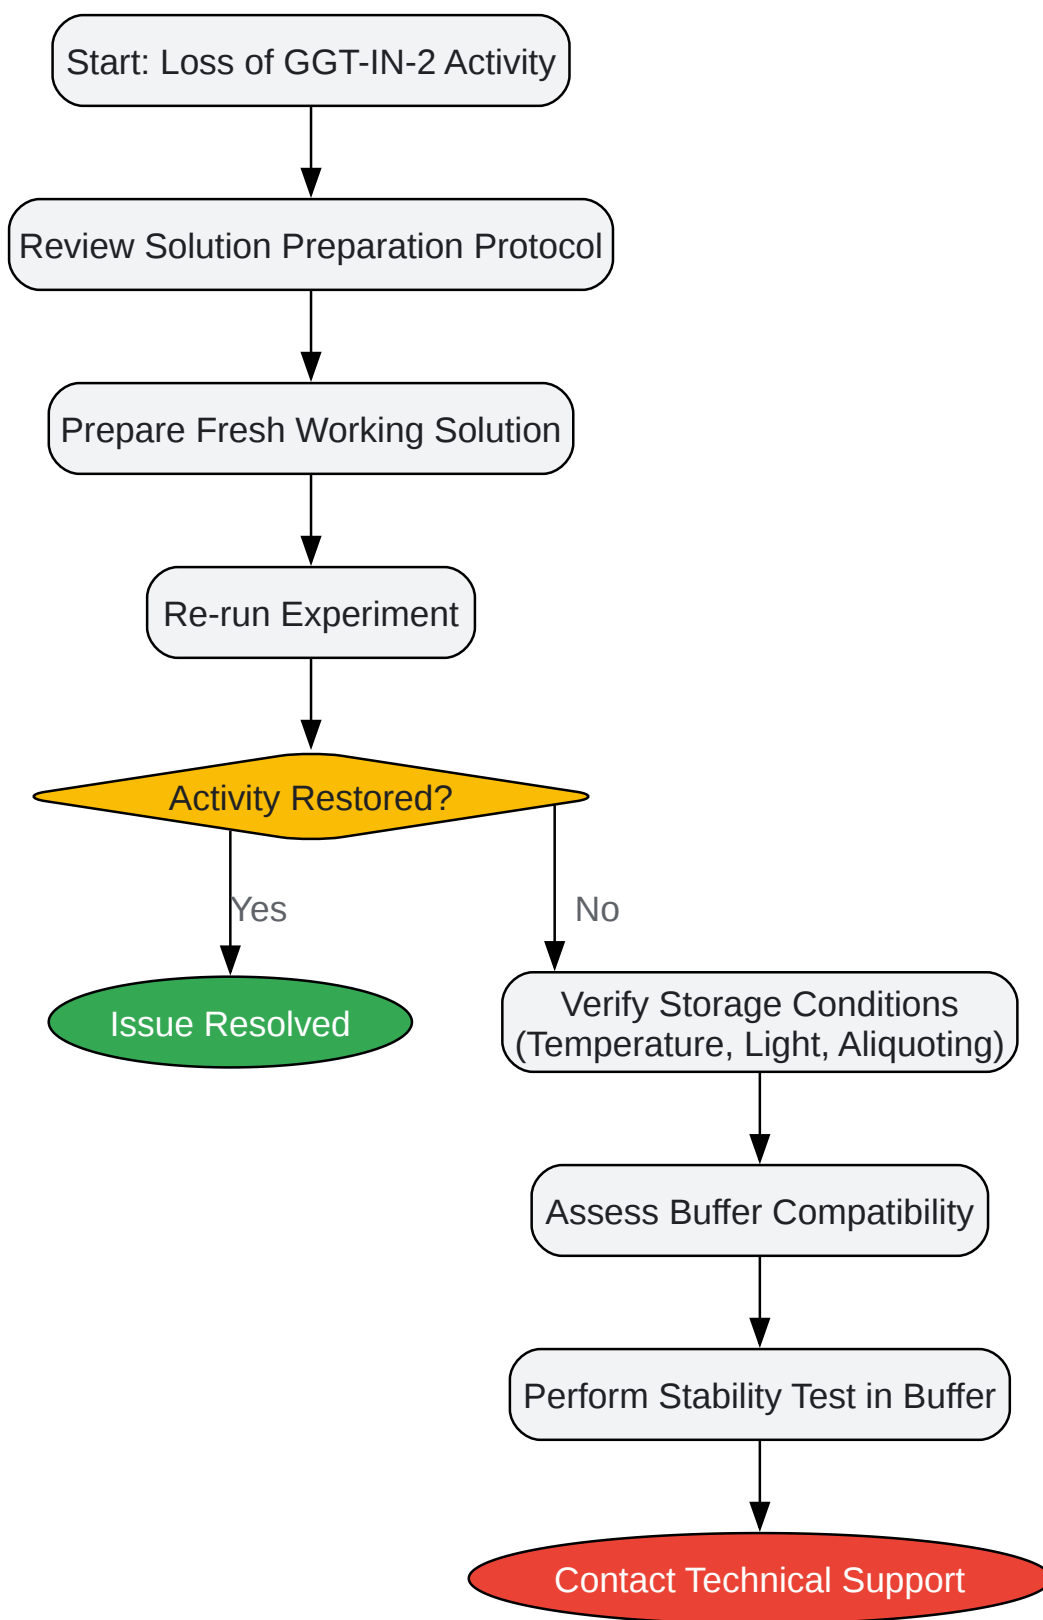 Start: Loss of GGT-IN-2 Activity
Review Solution Preparation Protocol
Prepare Fresh Working Solution
Re-run Experiment
Activity Restored?
Yes
No
Issue Resolved
Verify Storage Conditions
(Temperature, Light, Aliquoting)
Assess Buffer Compatibility
Perform Stability Test in Buffer
Contact Technical Support